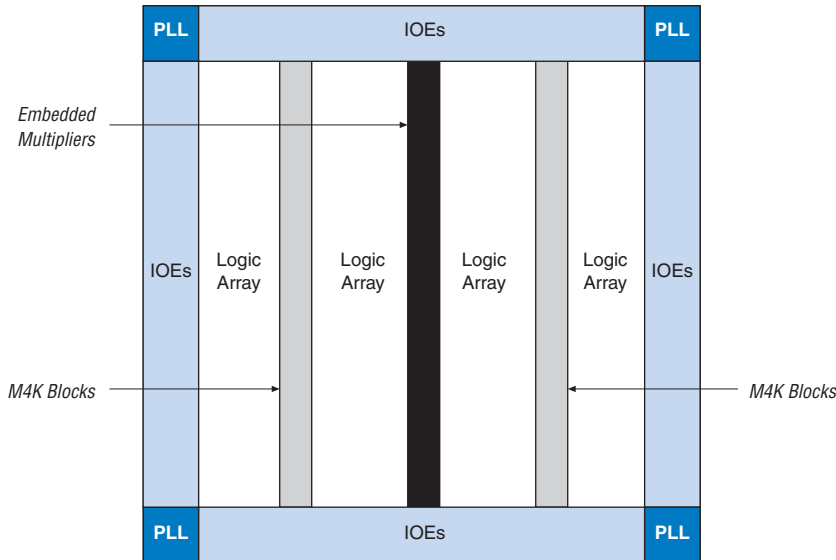 PLL IOEs PLL
Embedded
Multipliers
IOEs
Logic
Array
Logic
Array
Logic
Array
Logic
Array
IOEs
M4K Blocks
M4K Blocks
PLL IOEs PLL